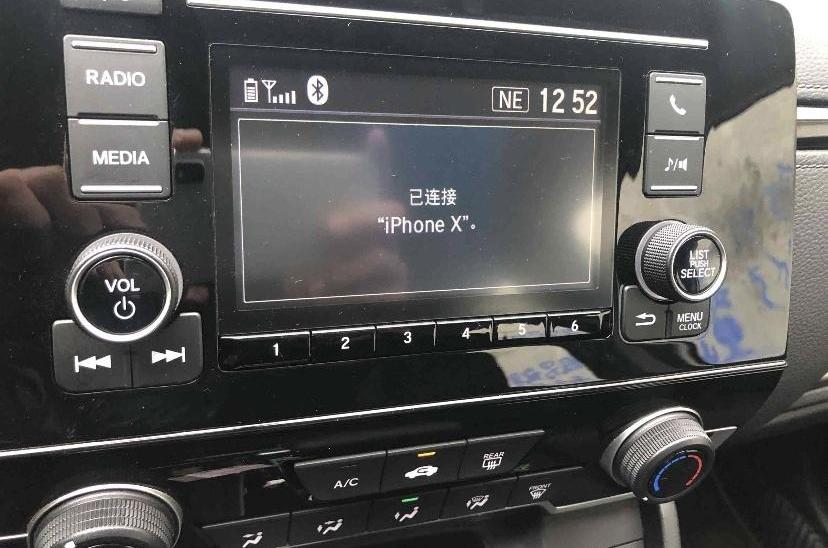 RADIO
MEDIA
NE 12 52
已连接
“iPhone X”。
VOL
LIST
PUSH
SELECT
MENU
CLOCK
1 2 3 4 5 6
A/C
REAR
FRONT